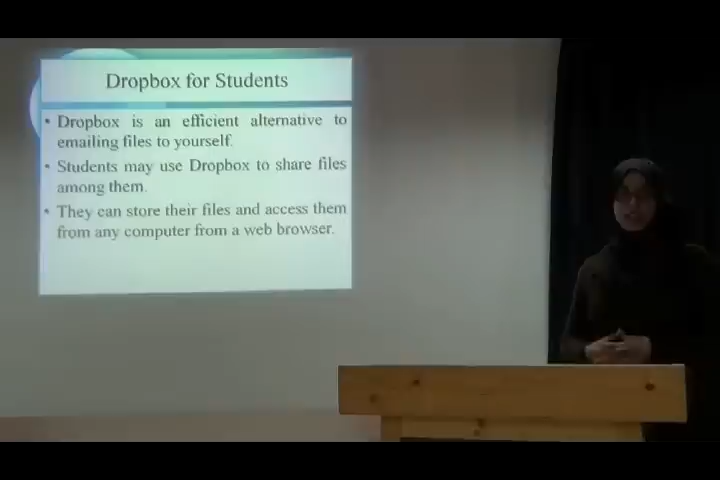 Dropbox for Students
• Dropbox is an efficient alternative to
emailing files to yourself.
• Students may use Dropbox to share files
among them.
• They can store their files and access them
from any computer from a web browser.